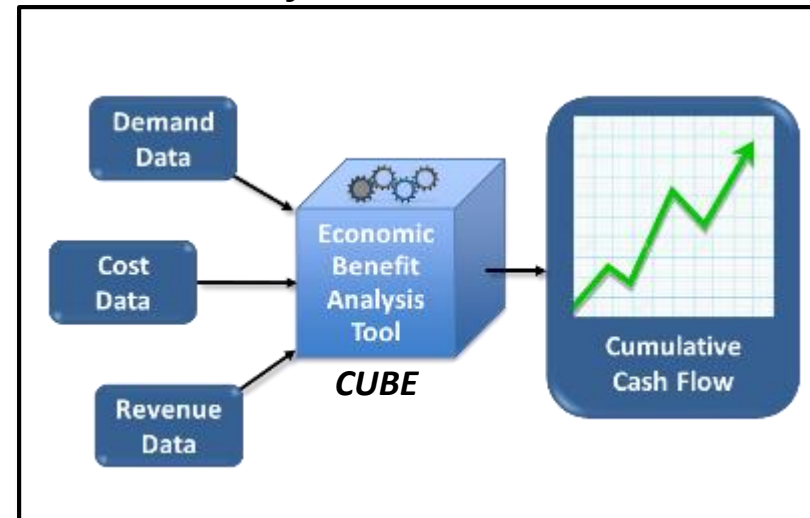 Demand
Data
Cost
Data
Revenue
Data
Economic
Benefit
Analysis
Tool
CUBE
Cumulative
Cash Flow